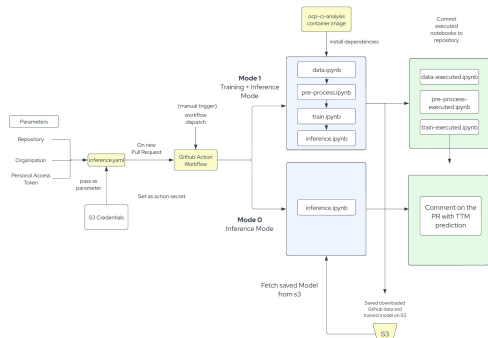 ocp-ci-analysis
container image
Commit
executed
notebooks to
repository
install dependencies
Mode 1
Training + Inference
Mode
data.ipynb
pre-process.ipynb
train.ipynb
inference.ipynb
data-executed.ipynb
pre-process-
executed.ipynb
train-executed.ipynb
(manual trigger)
workflow
dispatch
Parameters
Repository
Organization
Personal Access
Token
inference.yaml
On new
Pull Request
Github Action
Workflow
pass as
parameter
S3 Credentials
Set as action secret
Mode 0
Inference Mode
inference.ipynb
Comment on the
PR with TTM
prediction
Fetch saved Model
from s3
Saved downloaded
Github data and
trained model on S3
S3